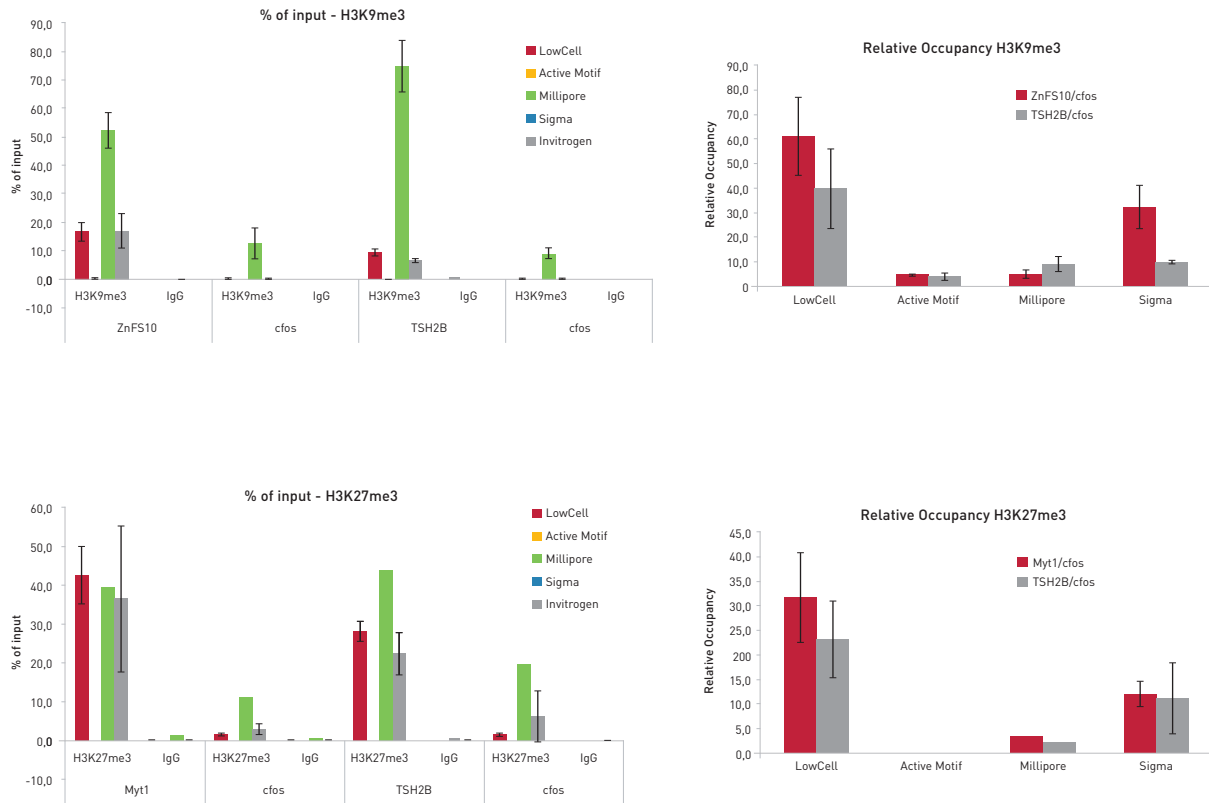 % of input - H3K9me3
90,0
80,0
70,0
60,0
50,0
40,0
30,0
20,0
10,0
0,0
-10,0
% of input
LowCell
Active Motif
Millipore
Sigma
Invitrogen
H3K9me3 IgG H3K9me3 IgG H3K9me3 IgG H3K9me3 IgG
ZnFS10 cfos TSH2B cfos
Relative Occupancy H3K9me3
90,0
80,0
70,0
60,0
50,0
40,0
30,0
20,0
10,0
0
Relative Occupancy
ZnFS10/cfos
TSH2B/cfos
LowCell Active Motif Millipore Sigma
% of input - H3K27me3
60,0
50,0
40,0
30,0
20,0
10,0
0,0
-10,0
% of input
LowCell
Active Motif
Millipore
Sigma
Invitrogen
H3K27me3 IgG H3K27me3 IgG H3K27me3 IgG H3K27me3 IgG
Myt1 cfos TSH2B cfos
Relative Occupancy H3K27me3
45,0
40,0
35,0
30,0
25,0
200
15,0
10,0
5,0
0,0
Relative Occupancy
Myt1/cfos
TSH2B/cfos
LowCell Active Motif Millipore Sigma